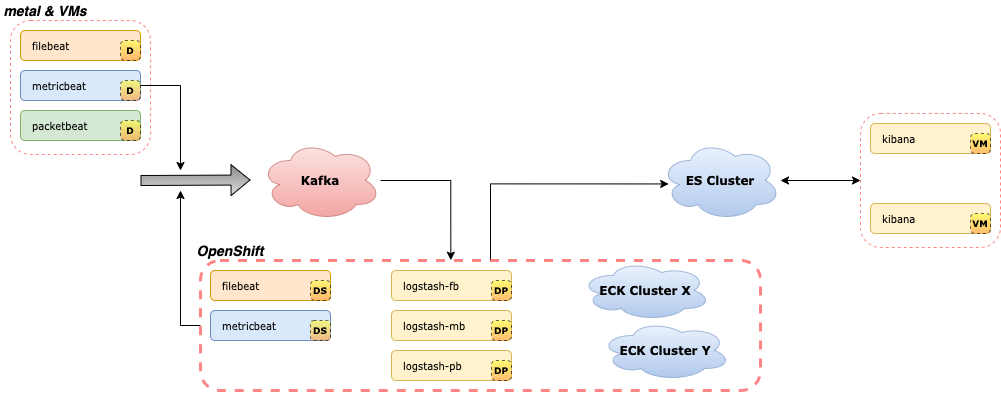 metal & VMs
filebeat
D
metricbeat
D
packetbeat
D
Kafka
ES Cluster
kibana
VM
kibana
VM
OpenShift
filebeat
DS
metricbeat
DS
logstash-fb
DP
logstash-mb
DP
logstash-pb
DP
ECK Cluster X
ECK Cluster Y